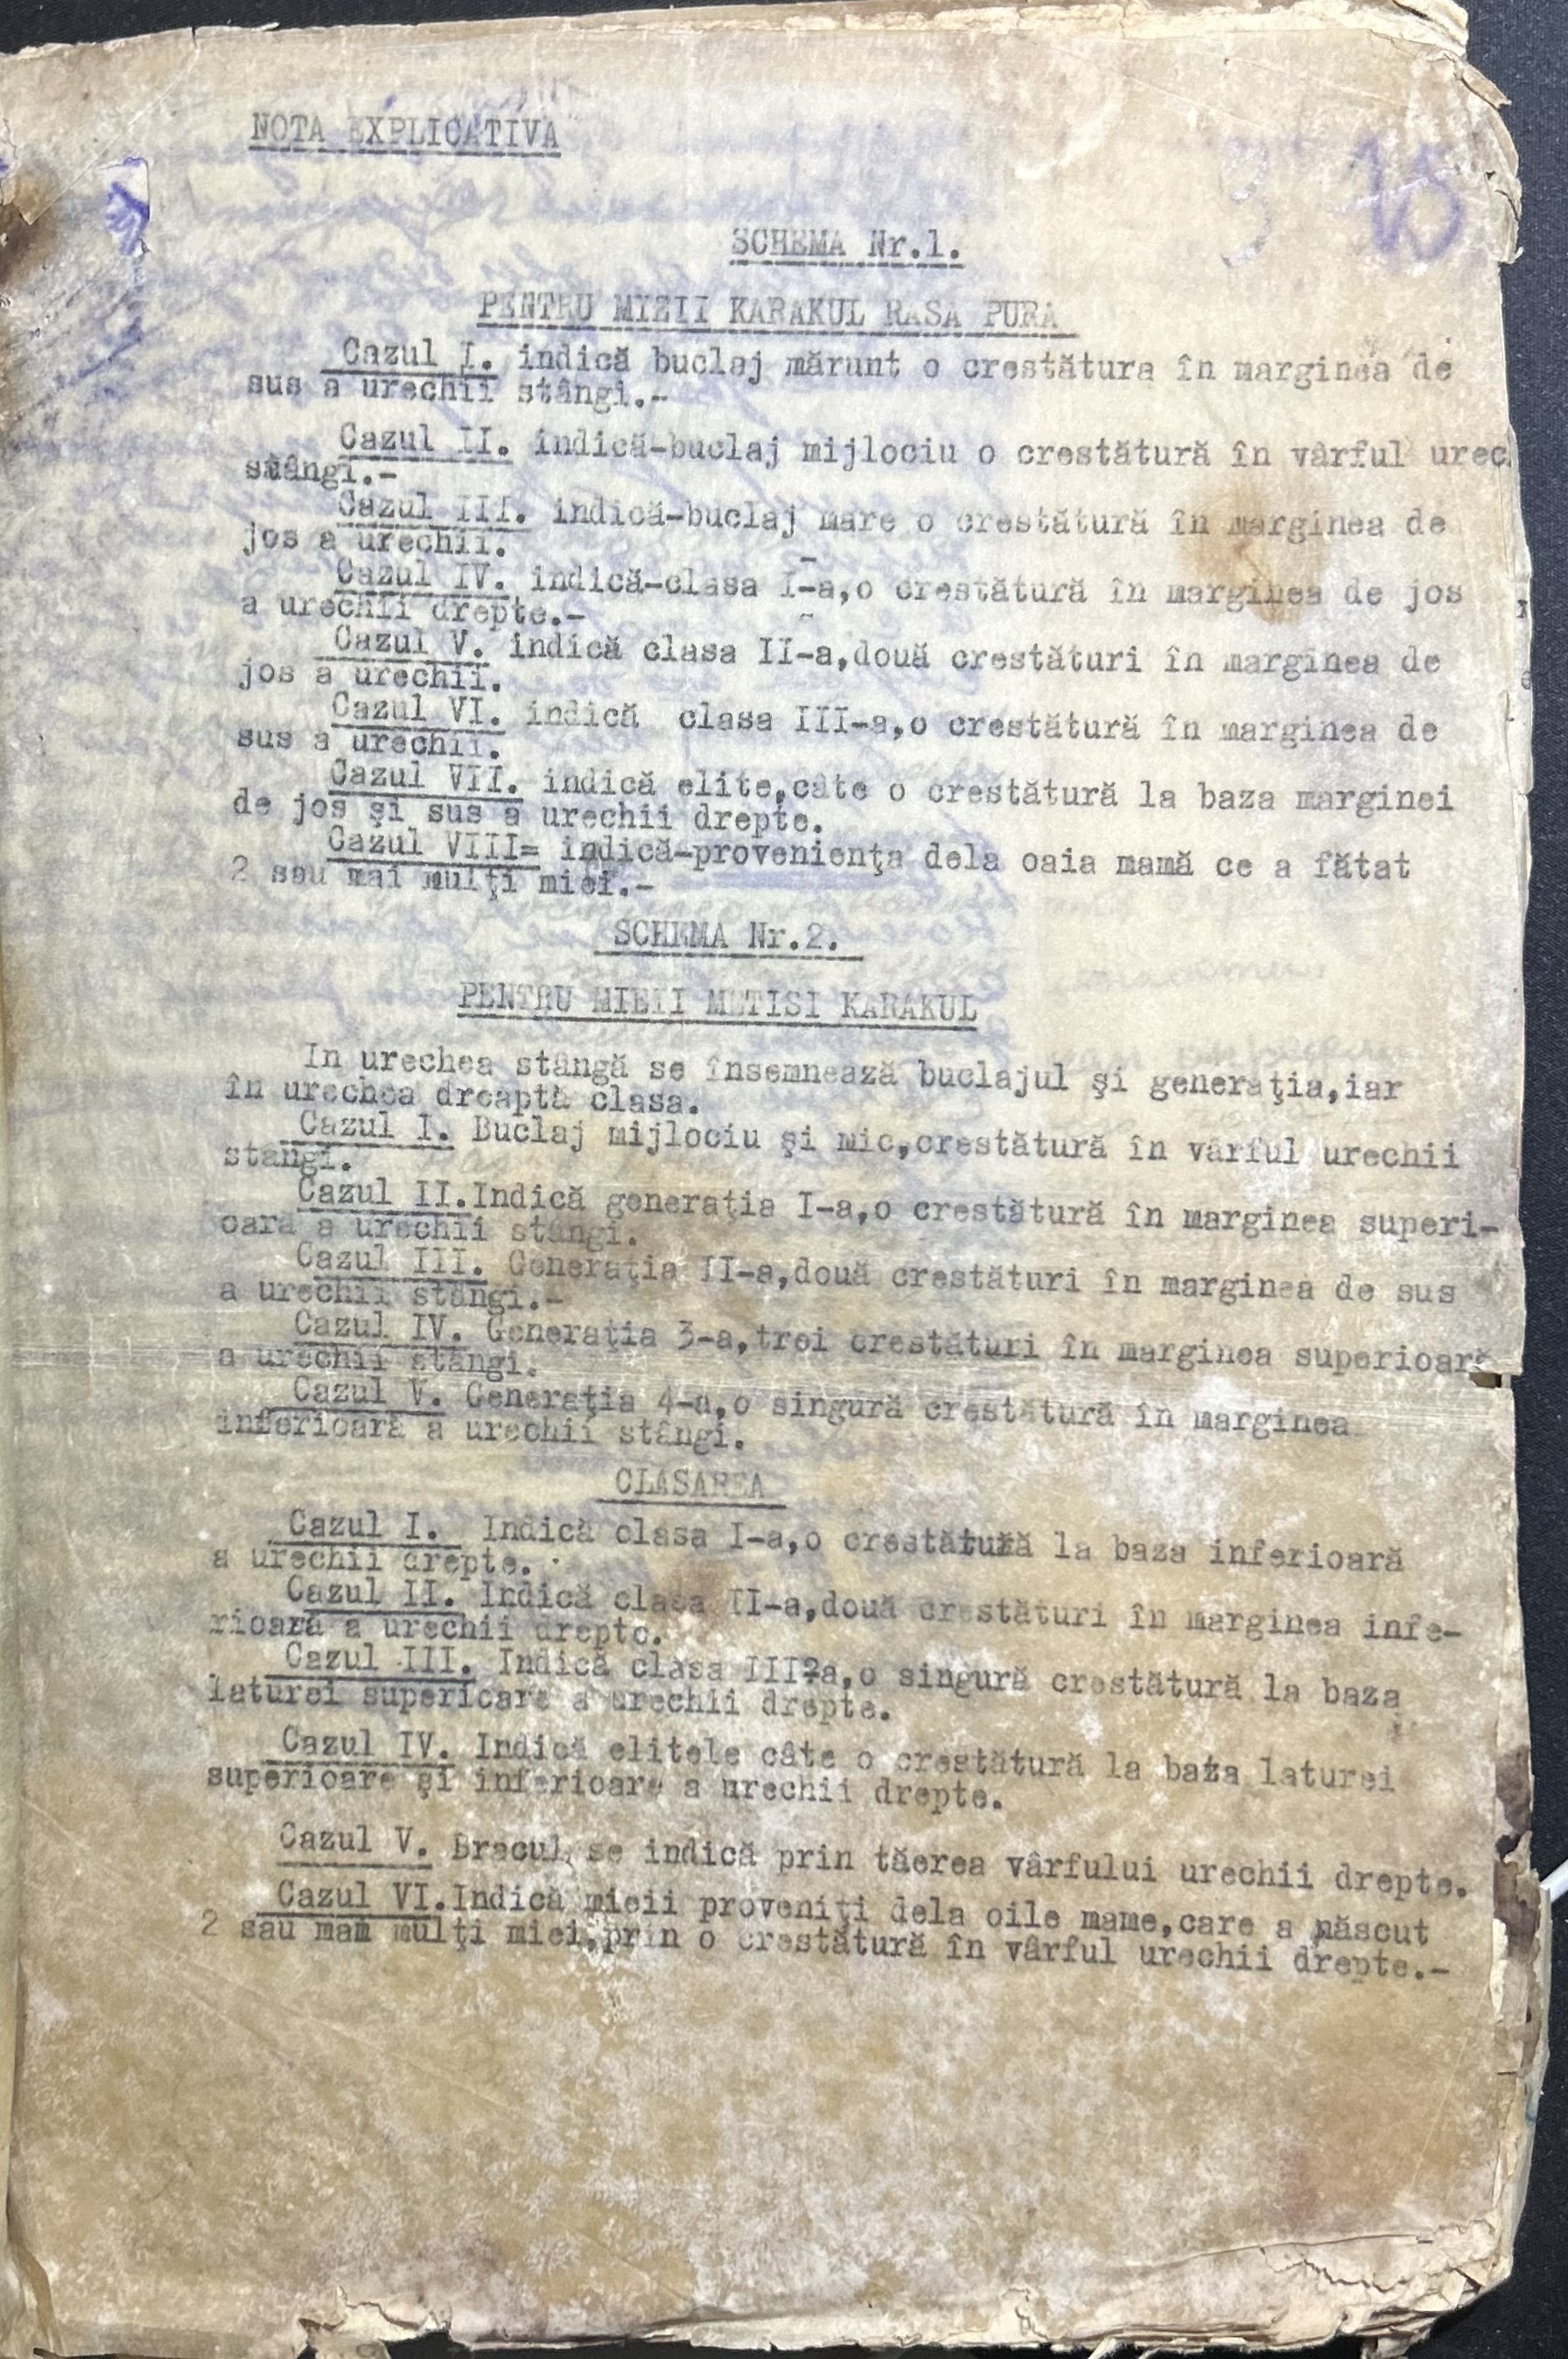 NOTA EXPLICATIVA
SCHEMA Nr.1.
PENTRU MIZII KARAKUL RASA PURA
Cazul I. indică buclaj mărunt o crestătura în marginea de
sus a urechii stângi.-
Cazul II. indică-buclaj mijlociu o crestătură în vârful urec
stângi.-
Cazul III. indică-buclaj mare o crestătură în marginea de
jos a urechii.
Cazul IV. indică-clasa I-a,o crestătură în marginea de jos
a urechii drepte.-
Cazul V. indică clasa II-a,două crestături în marginea de
jos a urechii.
Cazul VI. indică clasa III-a,o crestătură în marginea de
sus a urechii.
Cazul VII. indică elite,câte o crestătură la baza marginei
de jos şi sus a urechii drepte.
Cazul VIII= indică-provenienţa dela oaia mamă ce a fătat
2 sau mai mulţi miei.-
SCHEMA Nr.2.
PENTRU MIEII METISI KARAKUL
In urechea stângă se însemnează buclajul şi generaţia,iar
în urechea dreaptă clasa.
Cazul I. Buclaj mijlociu şi mic,crestătură în vârful urechii
stângi.
Cazul II.Indică generaţia I-a,o crestătură în marginea superi-
oară a urechii stângi.
Cazul III. Generaţia II-a,două crestături în marginea de sus
a urechii stângi.-
Cazul IV. Generaţia 3-a,trei crestături în marginea superioară
a urechii stângi.
Cazul V. Generaţia 4-a,o singură crestătură în marginea
inferioară a urechii stângi.
CLASAREA
Cazul I. Indică clasa I-a,o crestătură la baza inferioară
a urechii drepte.
Cazul II. Indică clasa II-a,două crestături în marginea infe-
rioară a urechii drepte.
Cazul III. Indică clasa III?a,o singură crestătură la baza
laturei superioare a urechii drepte.
Cazul IV. Indică elitele câte o crestătură la baza laturei
superioare şi inferioare a urechii drepte.
Cazul V. Bracul se indică prin tăerea vârfului urechii drepte.
Cazul VI.Indică mieii proveniţi dela oile mame,care a născut
2 sau mam mulţi miei,prin o crestătură în vârful urechii drepte.-